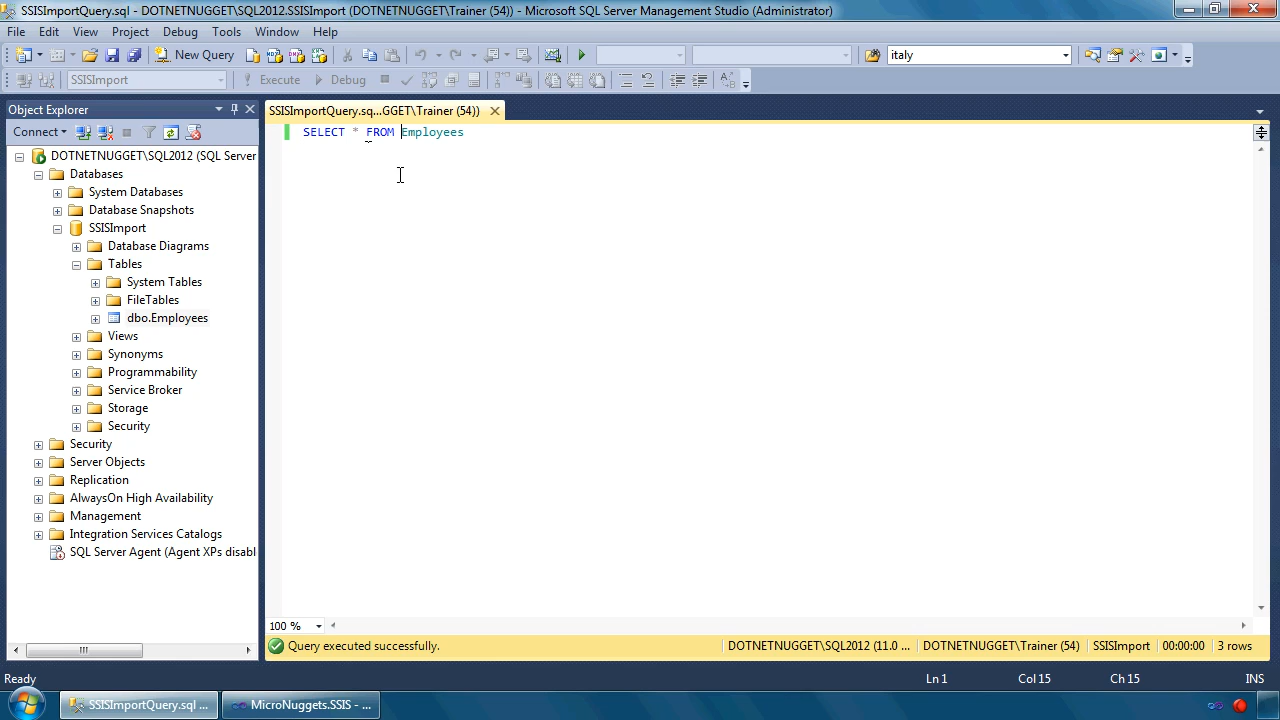 SSISImportQuery.sql - DOTNETNUGGET\SQL2012.SSISImport (DOTNETNUGGET\Trainer (54)) - Microsoft SQL Server Management Studio (Administrator)
File Edit View Project Debug Tools Window Help
New Query italy
SSISImport Execute Debug
Object Explorer
SSISImportQuery.sq...GGET\Trainer (54))
Connect
SELECT * FROM Employees
DOTNETNUGGET\SQL2012 (SQL Server
Databases
System Databases
Database Snapshots
SSISImport
Database Diagrams
Tables
System Tables
FileTables
dbo.Employees
Views
Synonyms
Programmability
Service Broker
Storage
Security
Security
Server Objects
Replication
AlwaysOn High Availability
Management
Integration Services Catalogs
SQL Server Agent (Agent XPs disabl
100 %
Query executed successfully. DOTNETNUGGET\SQL2012 (11.0 ... DOTNETNUGGET\Trainer (54) SSISImport 00:00:00 3 rows
Ready Ln 1 Col 15 Ch 15 INS
SSISImportQuery.sql ... MicroNuggets.SSIS - ...